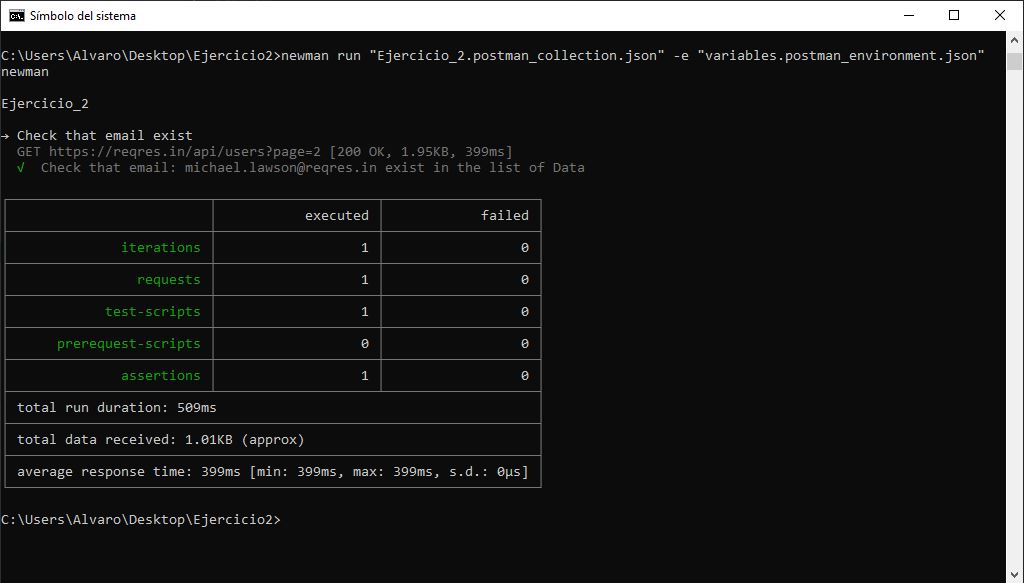 Símbolo del sistema
C:\Users\Alvaro\Desktop\Ejercicio2>newman run "Ejercicio_2.postman_collection.json" -e "variables.postman_environment.json"
newman
Ejercicio_2
→ Check that email exist
GET https://reqres.in/api/users?page=2 [200 OK, 1.95KB, 399ms]
√ Check that email: michael.lawson@reqres.in exist in the list of Data
executed failed
iterations 1 0
requests 1 0
test-scripts 1 0
prerequest-scripts 0 0
assertions 1 0
total run duration: 509ms
total data received: 1.01KB (approx)
average response time: 399ms [min: 399ms, max: 399ms, s.d.: 0µs]
C:\Users\Alvaro\Desktop\Ejercicio2>